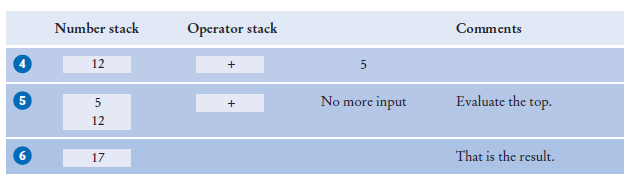 Number stack Operator stack Comments
4 12 + 5
5 5 + No more input Evaluate the top.
12
6 17 That is the result.